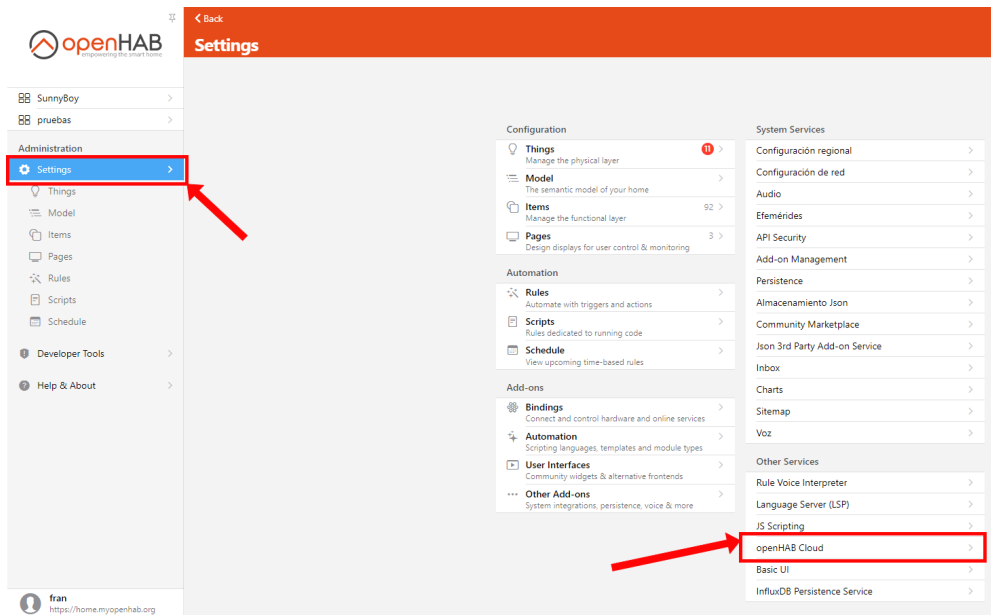 openHAB
empowering the smart home
SunnyBoy
pruebas
Administration
Settings
Things
Model
Items
Pages
Rules
Scripts
Schedule
Developer Tools
Help & About
fran
https://home.myopenhab.org
Back
Settings
Configuration
Things
11
Manage the physical layer
Model
The semantic model of your home
Items
92
Manage the functional layer
Pages
3
Design displays for user control & monitoring
Automation
Rules
Automate with triggers and actions
Scripts
Rules dedicated to running code
Schedule
View upcoming time-based rules
Add-ons
Bindings
Connect and control hardware and online services
Automation
Scripting languages, templates and module types
User Interfaces
Community widgets & alternative frontends
Other Add-ons
System integrations, persistence, voice & more
System Services
Configuración regional
Configuración de red
Audio
Efemérides
API Security
Add-on Management
Persistence
Almacenamiento Json
Community Marketplace
Json 3rd Party Add-on Service
Inbox
Charts
Sitemap
Voz
Other Services
Rule Voice Interpreter
Language Server (LSP)
JS Scripting
openHAB Cloud
Basic UI
InfluxDB Persistence Service